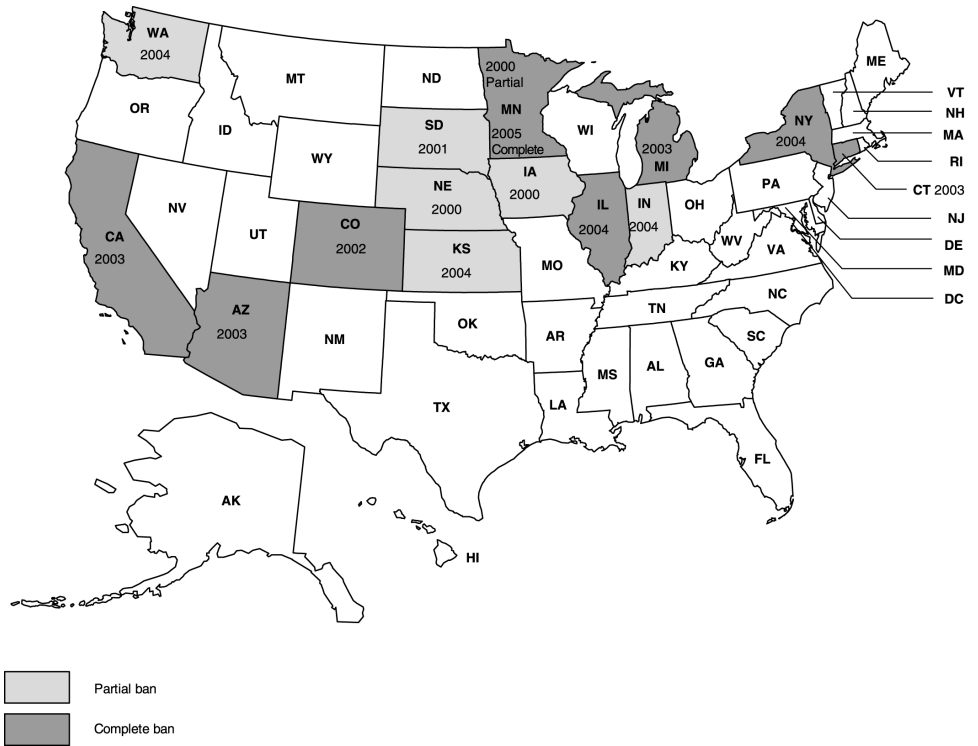 WA
2004
MT
ND
2000
Partial
MN
2005
Complete
ME
VT
NH
MA
RI
CT 2003
NJ
DE
MD
DC
OR
ID
SD
2001
WI
2003
MI
NY
2004
WY
IA
2000
NE
2000
PA
NV
UT
CO
2002
CA
2003
KS
2004
IL
2004
IN
2004
OH
WV
VA
MO
KY
NC
TN
AZ
2003
NM
OK
AR
SC
MS
AL
GA
TX
LA
FL
AK
HI
Partial ban
Complete ban